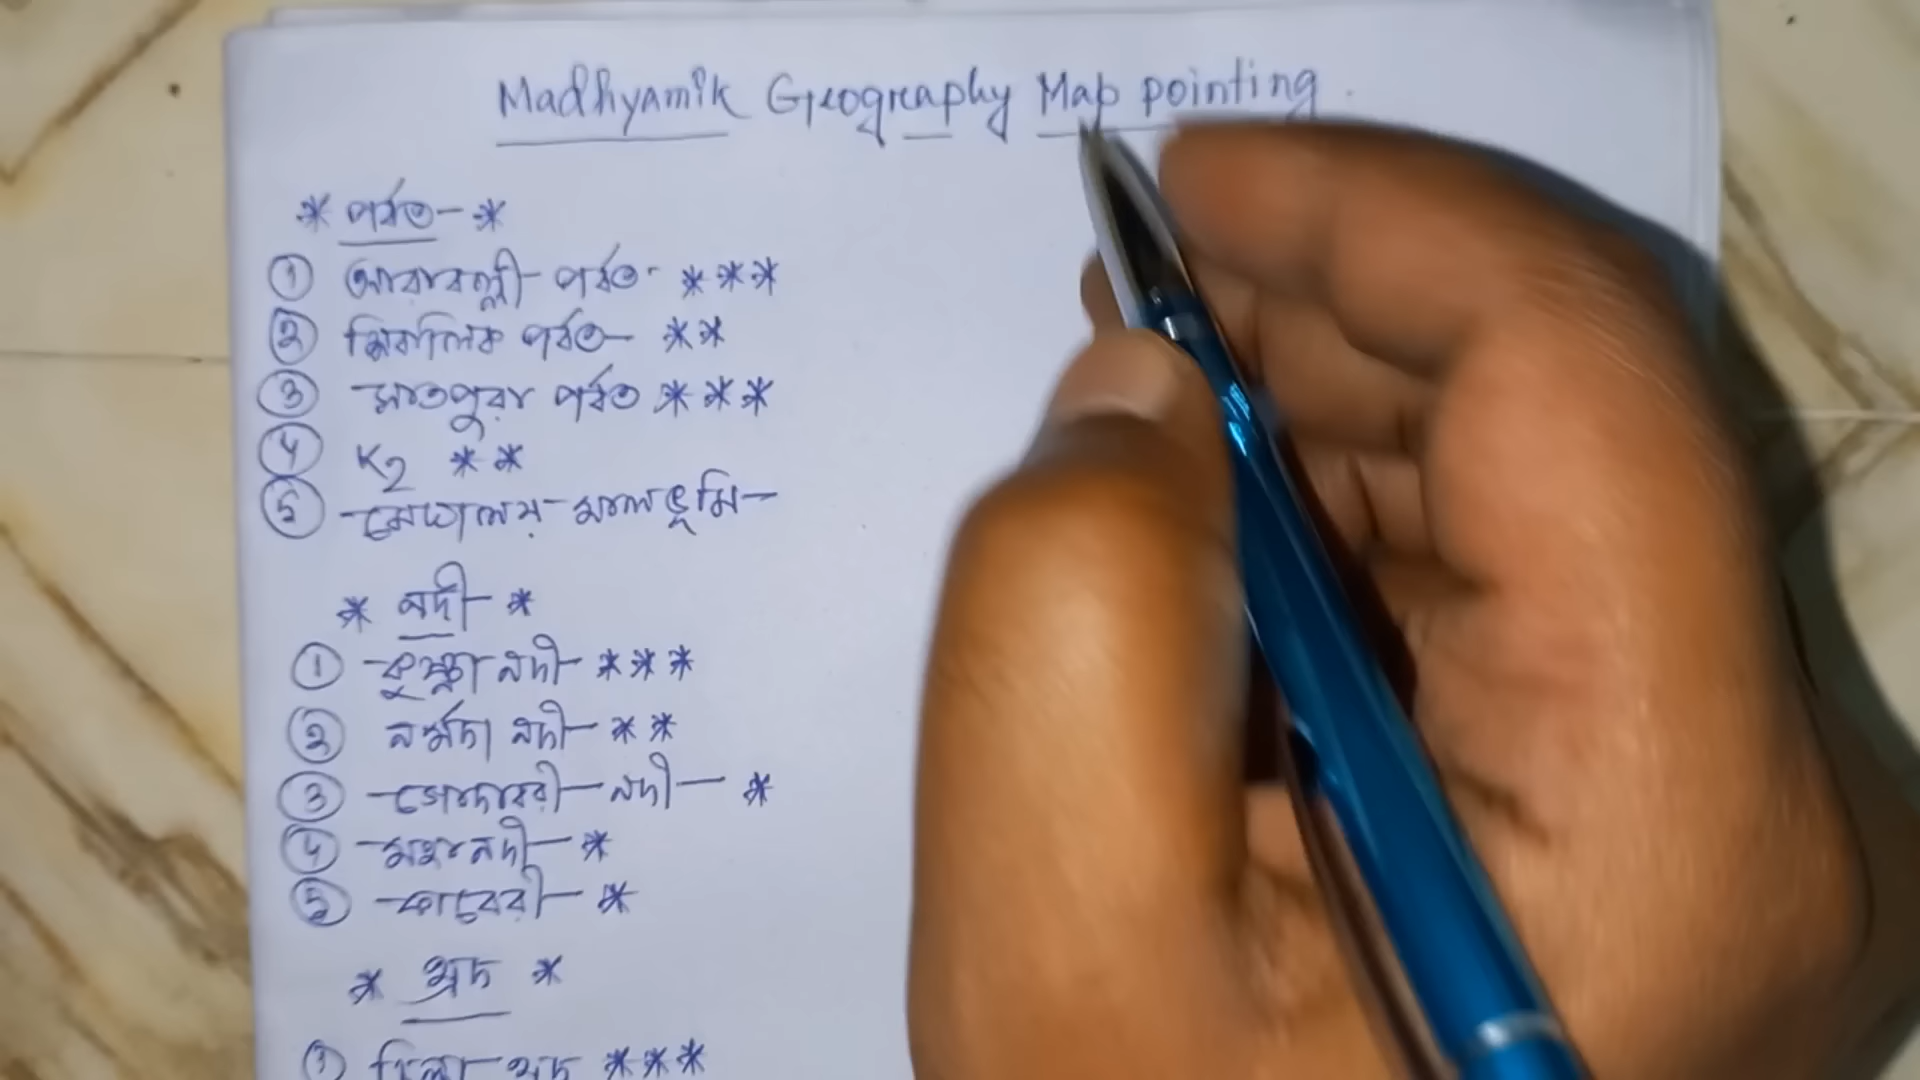 Madhyamik Geography Map pointing
* পর্বত - *
① আরাবল্লী পর্বত - ***
② শিবালিক পর্বত - **
③ সাতপুরা পর্বত ***
④ K2 **
⑤ মেঘালয় মালভূমি -
* নদী - *
① কৃষ্ণা নদী - ***
② নর্মদা নদী - **
③ গোদাবরী নদী - *
④ মহানদী - *
⑤ কাবেরী - *
* হ্রদ *
① হ্রদ ***